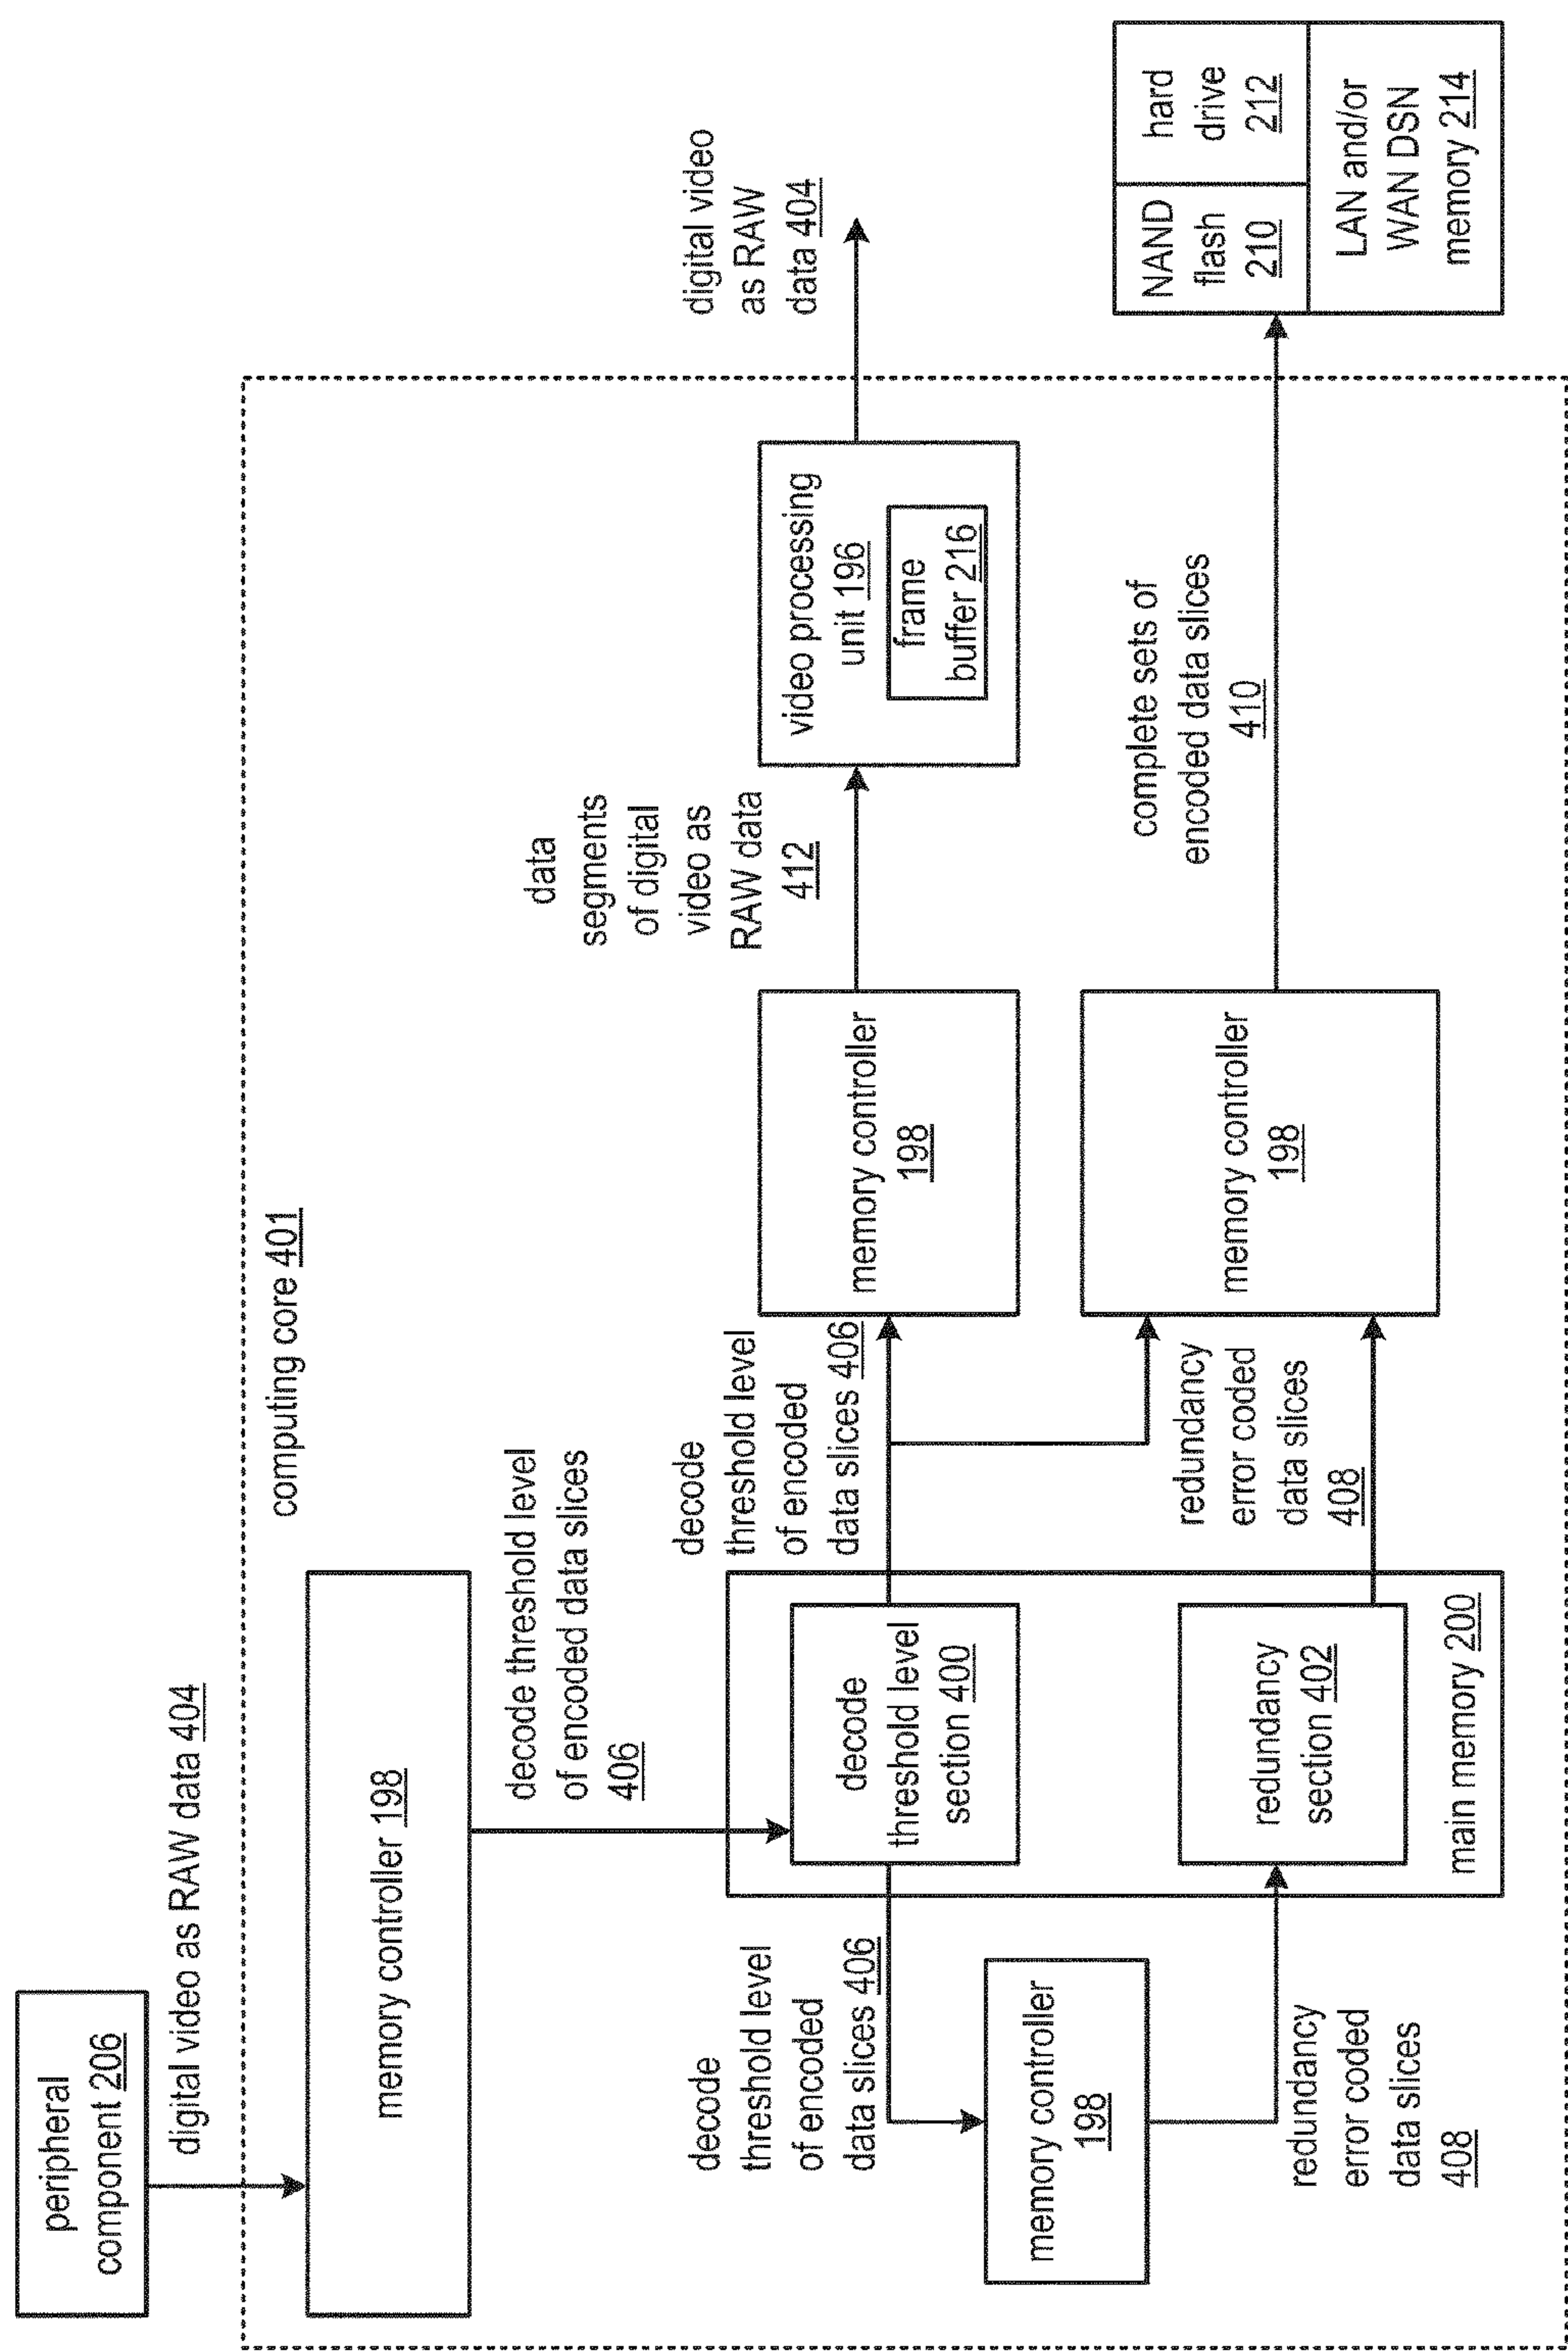 peripheral
component 206
digital video as RAW data 404
computing core 401
memory controller 198
decode threshold level
of encoded data slices
406
decode
threshold level
of encoded
data slices 406
memory controller
198
redundancy
error coded
data slices
408
decode
threshold level
section 400
redundancy
section 402
main memory 200
decode
threshold level
of encoded
data slices 406
redundancy
error coded
data slices
408
memory controller
198
memory controller
198
data
segments
of digital
video as
RAW data
412
video processing
unit 196
frame
buffer 216
digital video
as RAW
data 404
complete sets of
encoded data slices
410
NAND
flash
210
hard
drive
212
LAN and/or
WAN DSN
memory 214